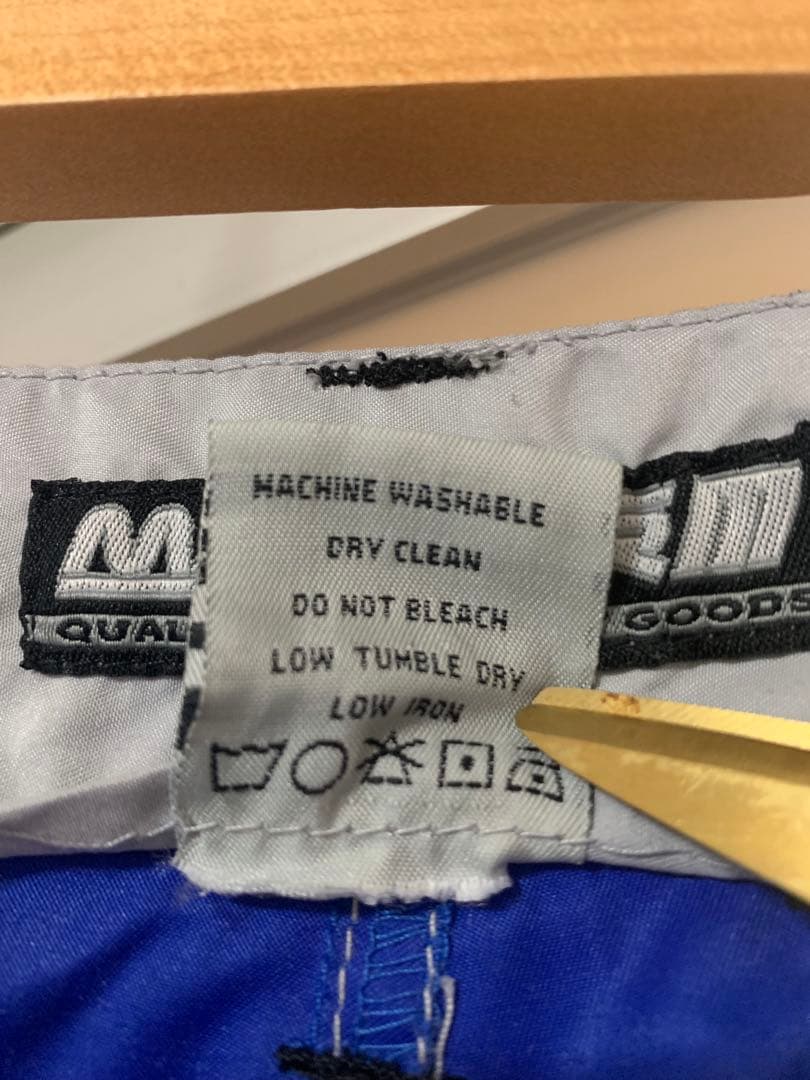 MACHINE WASHABLE
DRY CLEAN
DO NOT BLEACH
LOW TUMBLE DRY
LOW IRON
GOODS